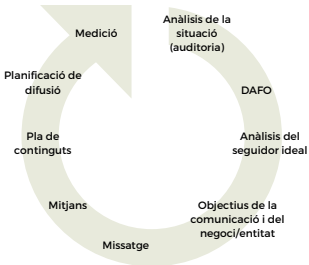 Anàlisis de la
situació
(auditoria)
DAFO
Anàlisis del
seguidor ideal
Objectius de la
comunicació i del
negoci/entitat
Missatge
Mitjans
Pla de
continguts
Planificació de
difusió
Medició